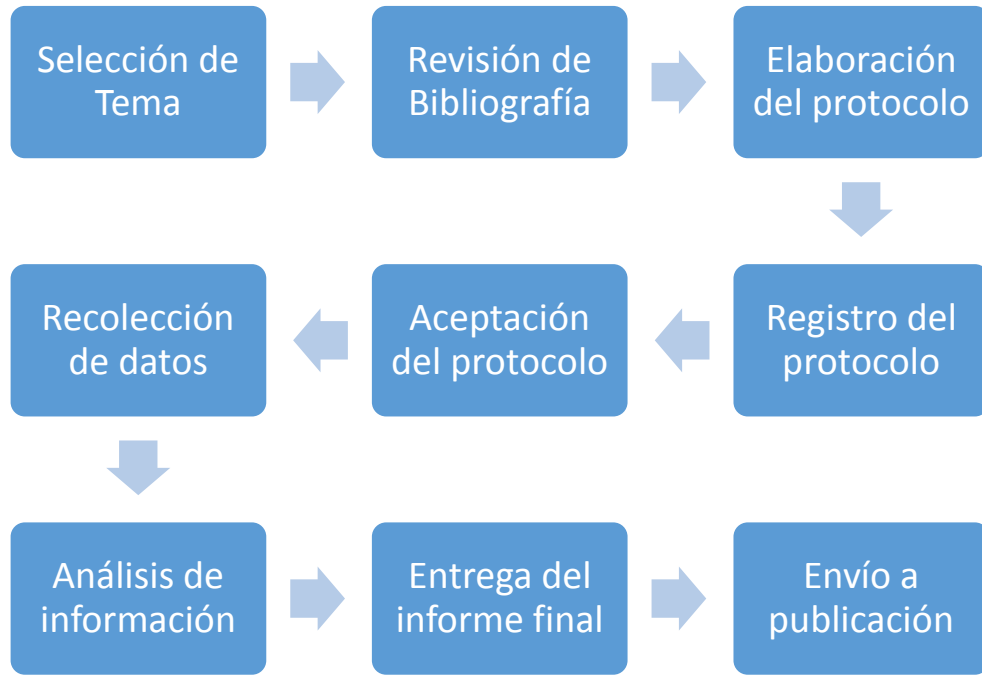 Selección de
Tema
Revisión de
Bibliografía
Elaboración
del protocolo
Registro del
protocolo
Aceptación
del protocolo
Recolección
de datos
Análisis de
información
Entrega del
informe final
Envío a
publicación